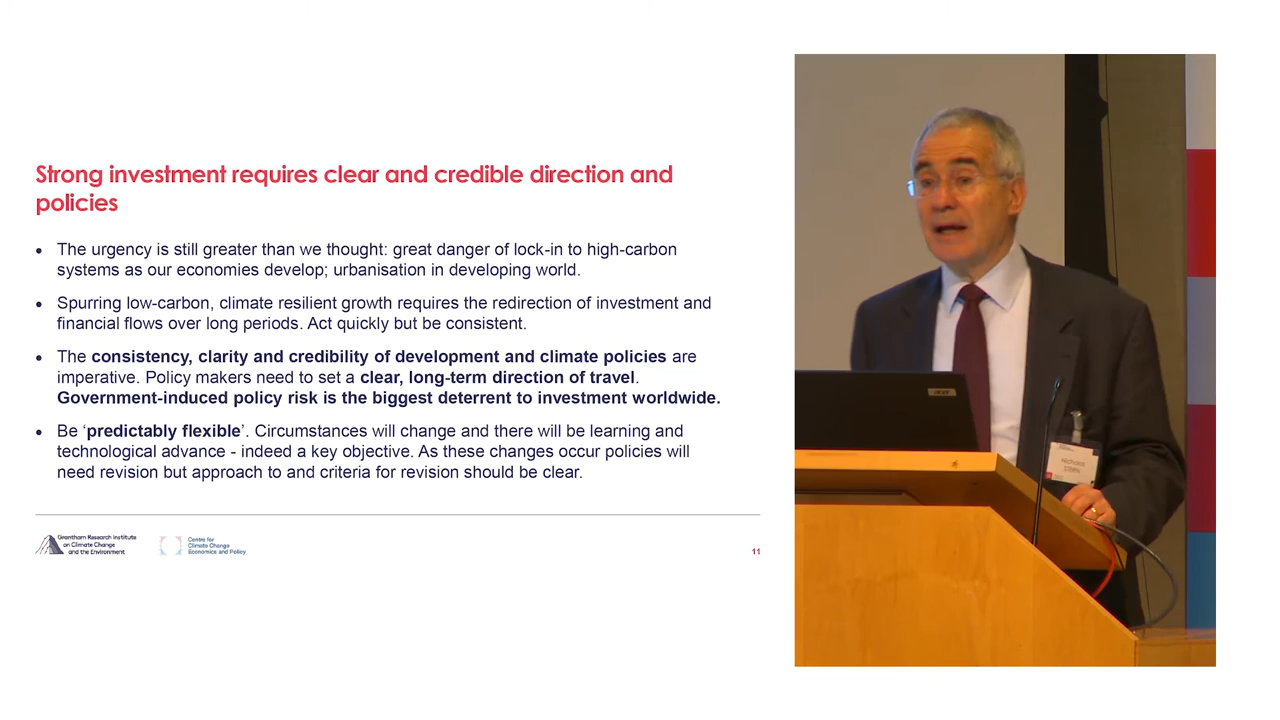 Strong investment requires clear and credible direction and
policies
• The urgency is still greater than we thought: great danger of lock-in to high-carbon
systems as our economies develop; urbanisation in developing world.
• Spurring low-carbon, climate resilient growth requires the redirection of investment and
financial flows over long periods. Act quickly but be consistent.
• The consistency, clarity and credibility of development and climate policies are
imperative. Policy makers need to set a clear, long-term direction of travel.
Government-induced policy risk is the biggest deterrent to investment worldwide.
• Be ‘predictably flexible’. Circumstances will change and there will be learning and
technological advance - indeed a key objective. As these changes occur policies will
need revision but approach to and criteria for revision should be clear.
Grantham Research Institute
on Climate Change
and the Environment
Centre for
Climate Change
Economics and Policy
11
acer
Nicholas
STERN